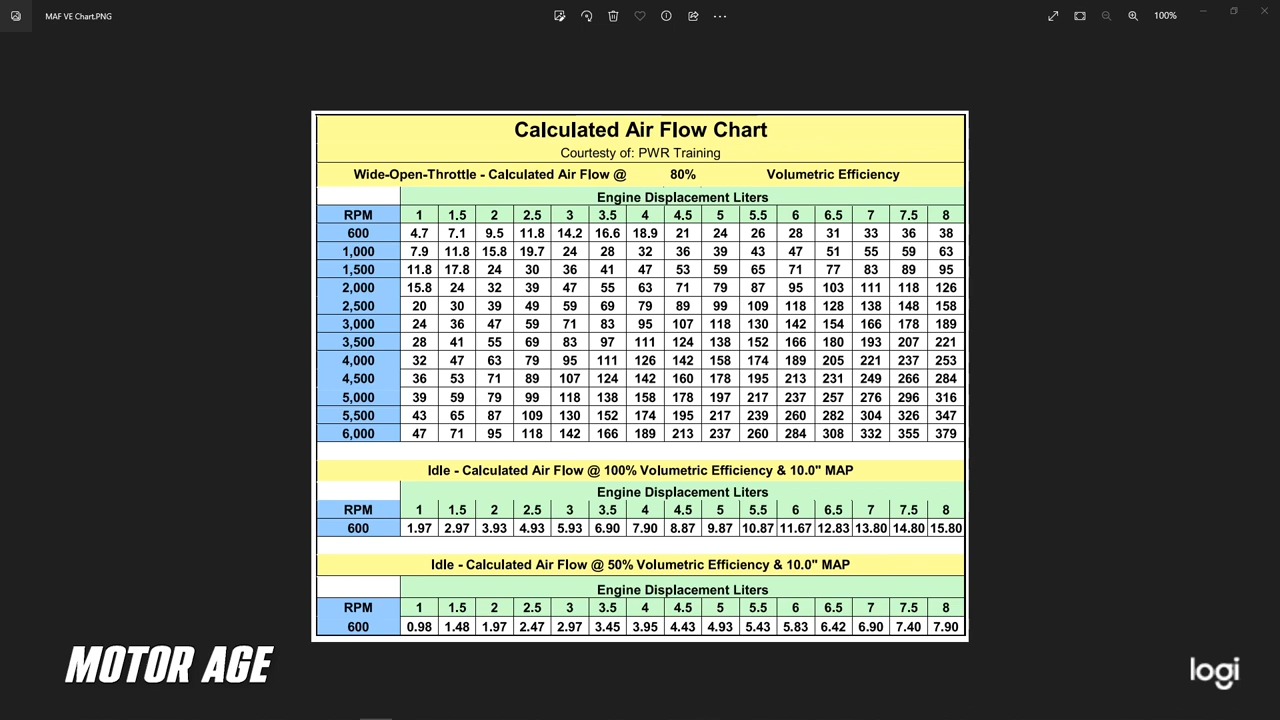 MAF VE Chart.PNG
100%
Calculated Air Flow Chart
Courtesty of: PWR Training
Wide-Open-Throttle - Calculated Air Flow @ 80% Volumetric Efficiency
Engine Displacement Liters
RPM 1 1.5 2 2.5 3 3.5 4 4.5 5 5.5 6 6.5 7 7.5 8
600 4.7 7.1 9.5 11.8 14.2 16.6 18.9 21 24 26 28 31 33 36 38
1,000 7.9 11.8 15.8 19.7 24 28 32 36 39 43 47 51 55 59 63
1,500 11.8 17.8 24 30 36 41 47 53 59 65 71 77 83 89 95
2,000 15.8 24 32 39 47 55 63 71 79 87 95 103 111 118 126
2,500 20 30 39 49 59 69 79 89 99 109 118 128 138 148 158
3,000 24 36 47 59 71 83 95 107 118 130 142 154 166 178 189
3,500 28 41 55 69 83 97 111 124 138 152 166 180 193 207 221
4,000 32 47 63 79 95 111 126 142 158 174 189 205 221 237 253
4,500 36 53 71 89 107 124 142 160 178 195 213 231 249 266 284
5,000 39 59 79 99 118 138 158 178 197 217 237 257 276 296 316
5,500 43 65 87 109 130 152 174 195 217 239 260 282 304 326 347
6,000 47 71 95 118 142 166 189 213 237 260 284 308 332 355 379
Idle - Calculated Air Flow @ 100% Volumetric Efficiency & 10.0" MAP
Engine Displacement Liters
RPM 1 1.5 2 2.5 3 3.5 4 4.5 5 5.5 6 6.5 7 7.5 8
600 1.97 2.97 3.93 4.93 5.93 6.90 7.90 8.87 9.87 10.87 11.67 12.83 13.80 14.80 15.80
Idle - Calculated Air Flow @ 50% Volumetric Efficiency & 10.0" MAP
Engine Displacement Liters
RPM 1 1.5 2 2.5 3 3.5 4 4.5 5 5.5 6 6.5 7 7.5 8
600 0.98 1.48 1.97 2.47 2.97 3.45 3.95 4.43 4.93 5.43 5.83 6.42 6.90 7.40 7.90
MOTOR AGE
logi